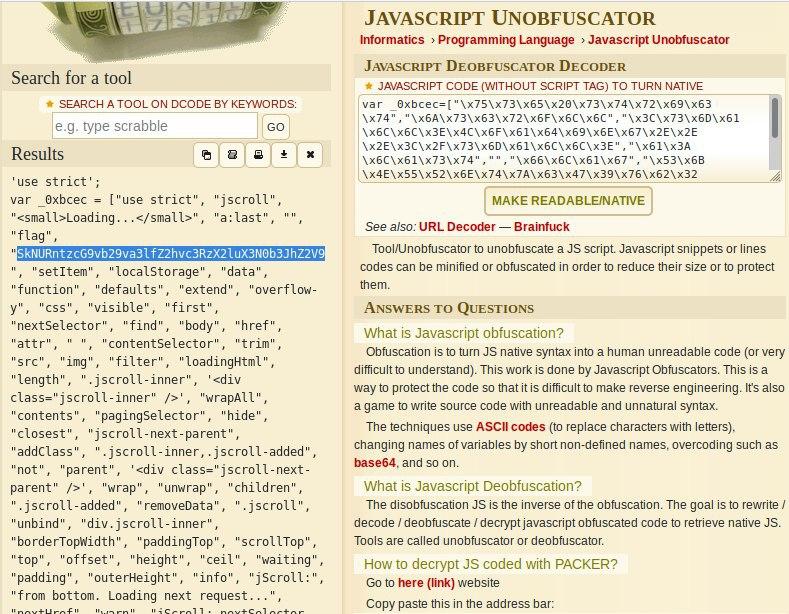 Search for a tool
★ SEARCH A TOOL ON DCODE BY KEYWORDS:
e.g. type scrabble
GO
Results
'use strict';
var _0xbcec = ["use strict", "jscroll",
"<small>Loading...</small>", "a:last", "",
"flag",
"SkNURntzcG9vb29va3lfZ2hvc3RzX2luX3N0b3JhZ2V9
", "setItem", "localStorage", "data",
"function", "defaults", "extend", "overflow-
y", "css", "visible", "first",
"nextSelector", "find", "body", "href",
"attr", " ", "contentSelector", "trim",
"src", "img", "filter", "loadingHtml",
"length", ".jscroll-inner", '<div
class="jscroll-inner" />', "wrapAll",
"contents", "pagingSelector", "hide",
"closest", "jscroll-next-parent",
"addClass", ".jscroll-inner,.jscroll-added",
"not", "parent", '<div class="jscroll-next-
parent" />', "wrap", "unwrap", "children",
".jscroll-added", "removeData", ".jscroll",
"unbind", "div.jscroll-inner",
"borderTopWidth", "paddingTop", "scrollTop",
"top", "offset", "height", "ceil", "waiting",
"padding", "outerHeight", "info", "jScroll:",
"from bottom. Loading next request...",
"nextHref", "warn", "jScroll: nextSelector
Javascript Unobfuscator
Informatics › Programming Language › Javascript Unobfuscator
Javascript Deobfuscator Decoder
★ JAVASCRIPT CODE (WITHOUT SCRIPT TAG) TO TURN NATIVE
var _0xbcec=["\x75\x73\x65\x20\x73\x74\x72\x69\x63
\x74","\x6A\x73\x63\x72\x6F\x6C\x6C","\x3C\x73\x6D\x61
\x6C\x6C\x3E\x4C\x6F\x61\x64\x69\x6E\x67\x2E\x2E
\x2E\x3C\x2F\x73\x6D\x61\x6C\x6C\x3E","\x61\x3A
\x6C\x61\x73\x74","","\x66\x6C\x61\x67","\x53\x6B
\x4E\x55\x52\x6E\x74\x7A\x63\x47\x39\x76\x62\x32
MAKE READABLE/NATIVE
See also: URL Decoder — Brainfuck
Tool/Unobfuscator to unobfuscate a JS script. Javascript snippets or lines
codes can be minified or obfuscated in order to reduce their size or to protect
them.
Answers to Questions
What is Javascript obfuscation?
Obfuscation is to turn JS native syntax into a human unreadable code (or very
difficult to understand). This work is done by Javascript Obfuscators. This is a
way to protect the code so that it is difficult to make reverse engineering. It's also
a game to write source code with unreadable and unnatural syntax.
The techniques use ASCII codes (to replace characters with letters),
changing names of variables by short non-defined names, overcoding such as
base64, and so on.
What is Javascript Deobfuscation?
The disobfuscation JS is the inverse of the obfuscation. The goal is to rewrite /
decode / deobfuscate / decrypt javascript obfuscated code to retrieve native JS.
Tools are called unobfuscator or deobfuscator.
How to decrypt JS coded with PACKER?
Go to here (link) website
Copy paste this in the address bar: